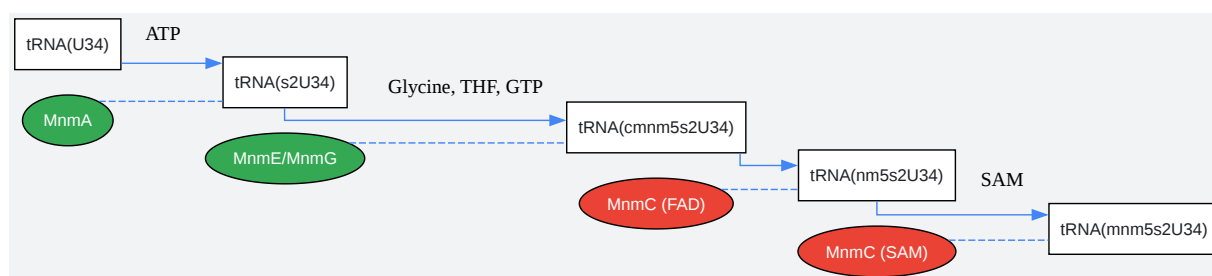 ATP
tRNA(U34)
tRNA(s2U34)
Glycine, THF, GTP
MnmA
tRNA(cmnm5s2U34)
MnmE/MnmG
tRNA(nm5s2U34)
SAM
MnmC (FAD)
tRNA(mnm5s2U34)
MnmC (SAM)